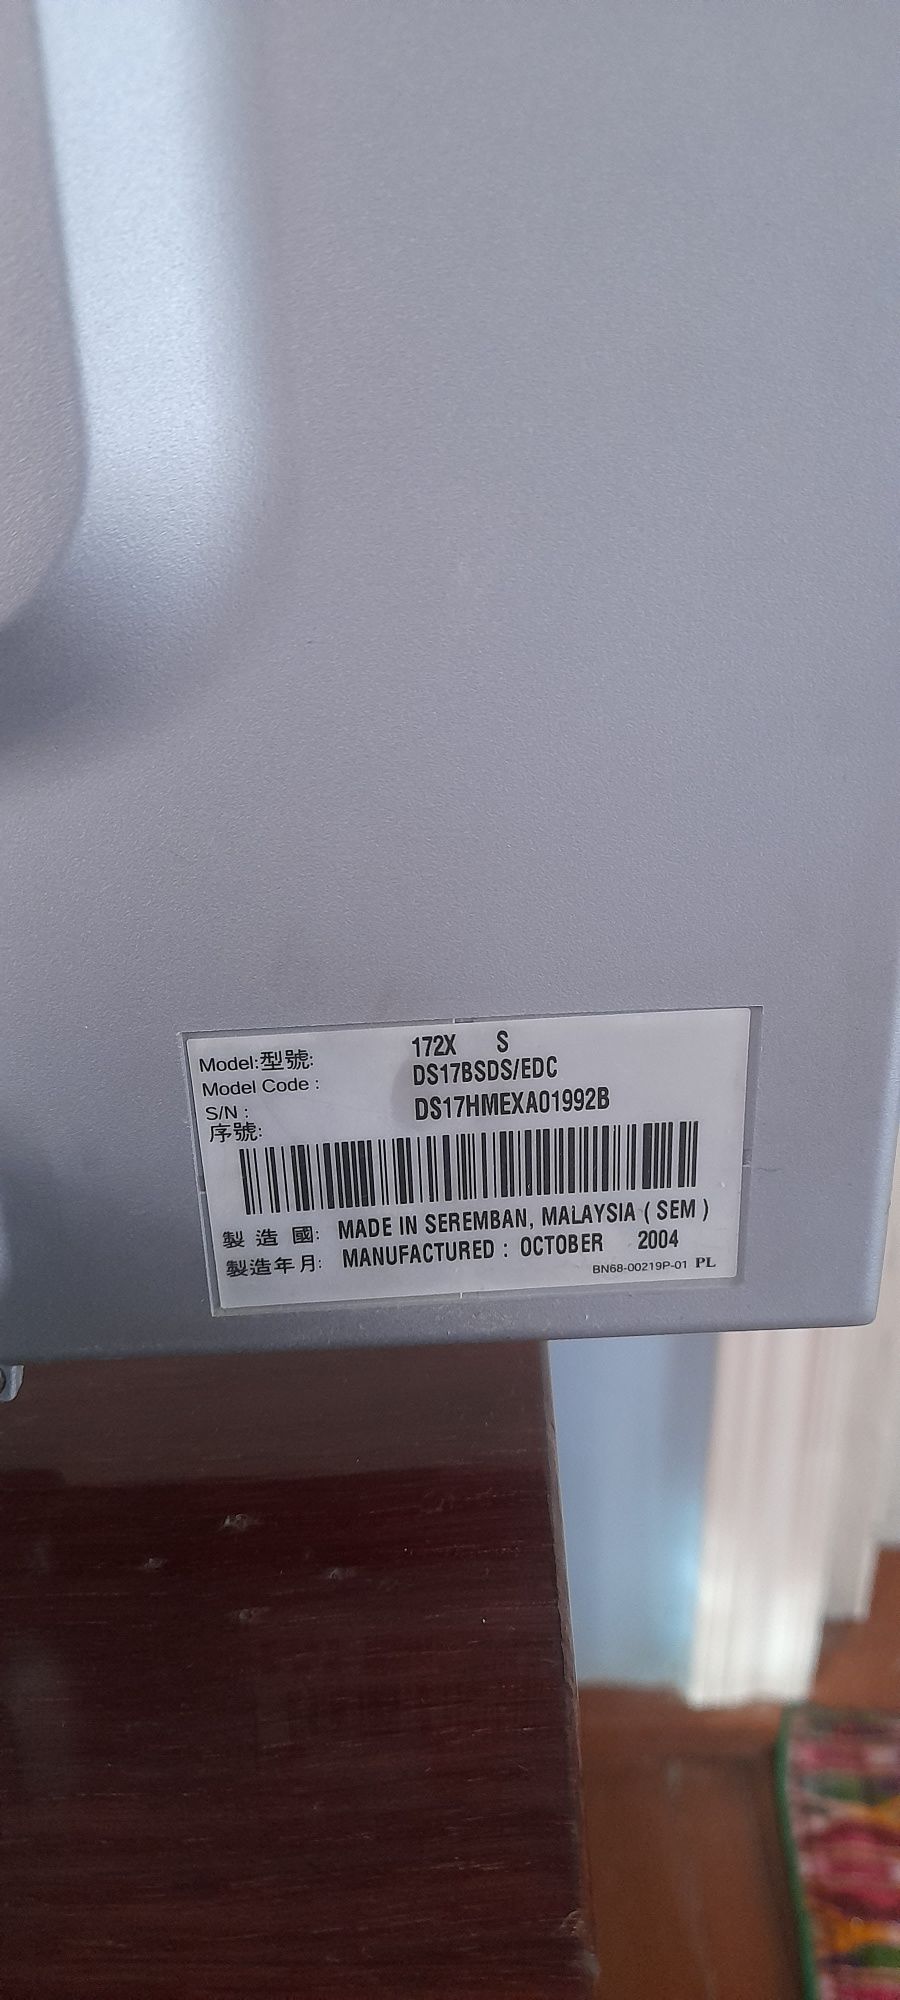 Model:型號: 172X S
Model Code : DS17BSDS/EDC
S/N : DS17HMEXA01992B
序號:
製 造 國: MADE IN SEREMBAN, MALAYSIA ( SEM )
製造年月: MANUFACTURED : OCTOBER 2004
BN68-00219P-01 PL